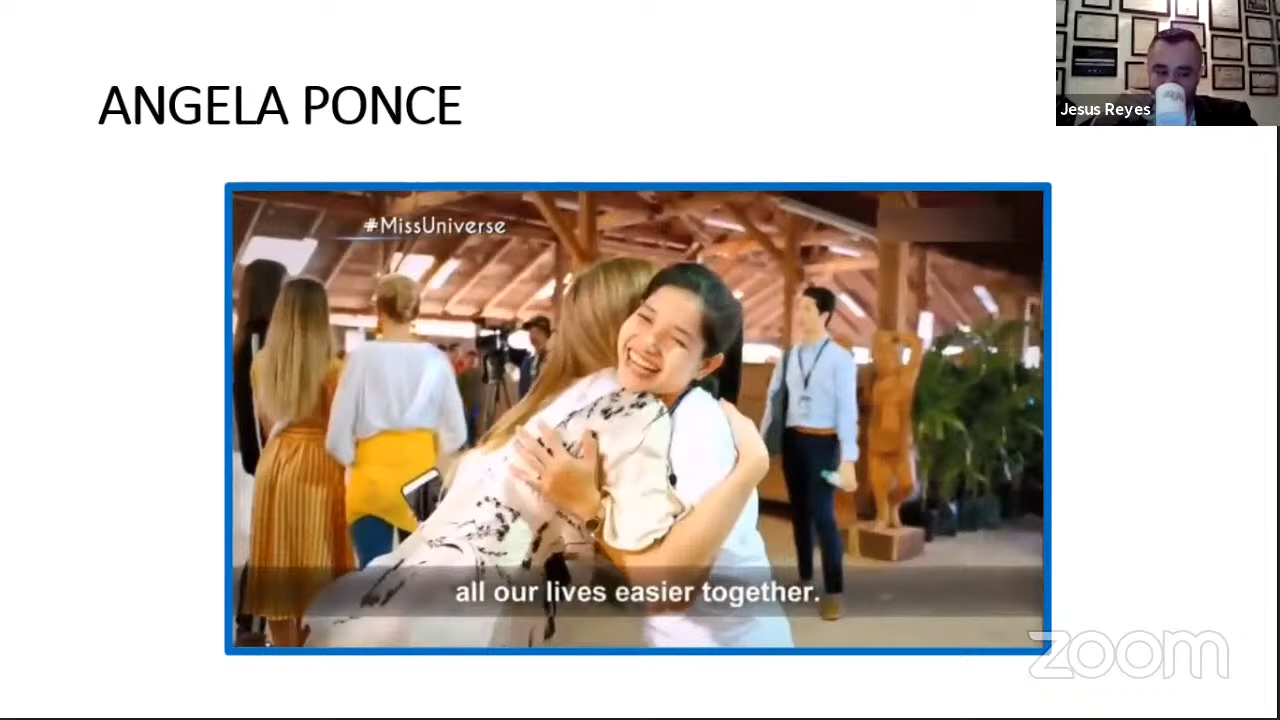 ANGELA PONCE
Jesus Reyes
#MissUniverse
all our lives easier together.
zoom